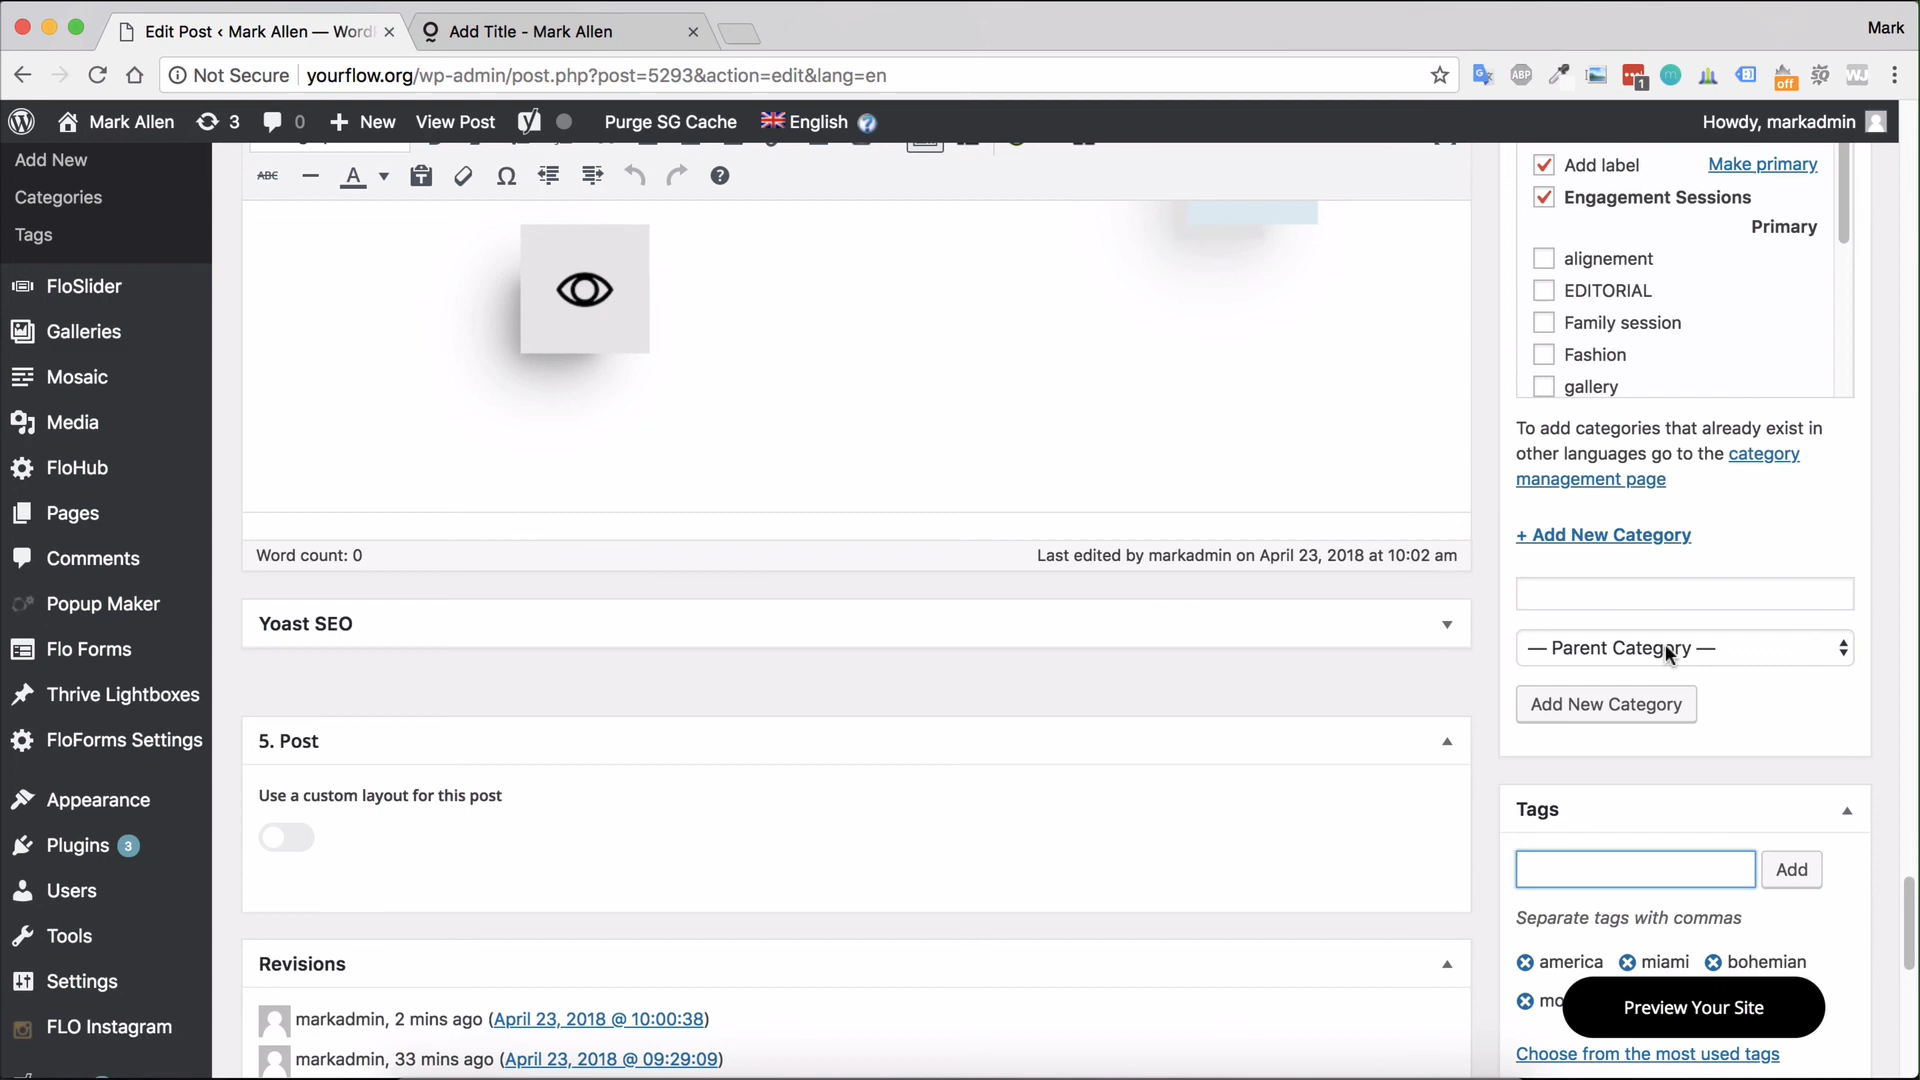 Edit Post ‹ Mark Allen — Word
Add Title - Mark Allen
Mark
Not Secure
yourflow.org/wp-admin/post.php?post=5293&action=edit&lang=en
ABP
1
off
Mark Allen
3
0
New
View Post
Purge SG Cache
English
Howdy, markadmin
Add New
Categories
Tags
FloSlider
Galleries
Mosaic
Media
FloHub
Pages
Comments
Popup Maker
Flo Forms
Thrive Lightboxes
FloForms Settings
Appearance
Plugins 3
Users
Tools
Settings
FLO Instagram
ABC
A
Ω
Word count: 0
Last edited by markadmin on April 23, 2018 at 10:02 am
Yoast SEO
5. Post
Use a custom layout for this post
Revisions
markadmin, 2 mins ago (April 23, 2018 @ 10:00:38)
markadmin, 33 mins ago (April 23, 2018 @ 09:29:09)
Add label
Make primary
Engagement Sessions
Primary
alignement
EDITORIAL
Family session
Fashion
gallery
To add categories that already exist in
other languages go to the category
management page
+ Add New Category
— Parent Category —
Add New Category
Tags
Add
Separate tags with commas
america miami bohemian
mo
Preview Your Site
Choose from the most used tags